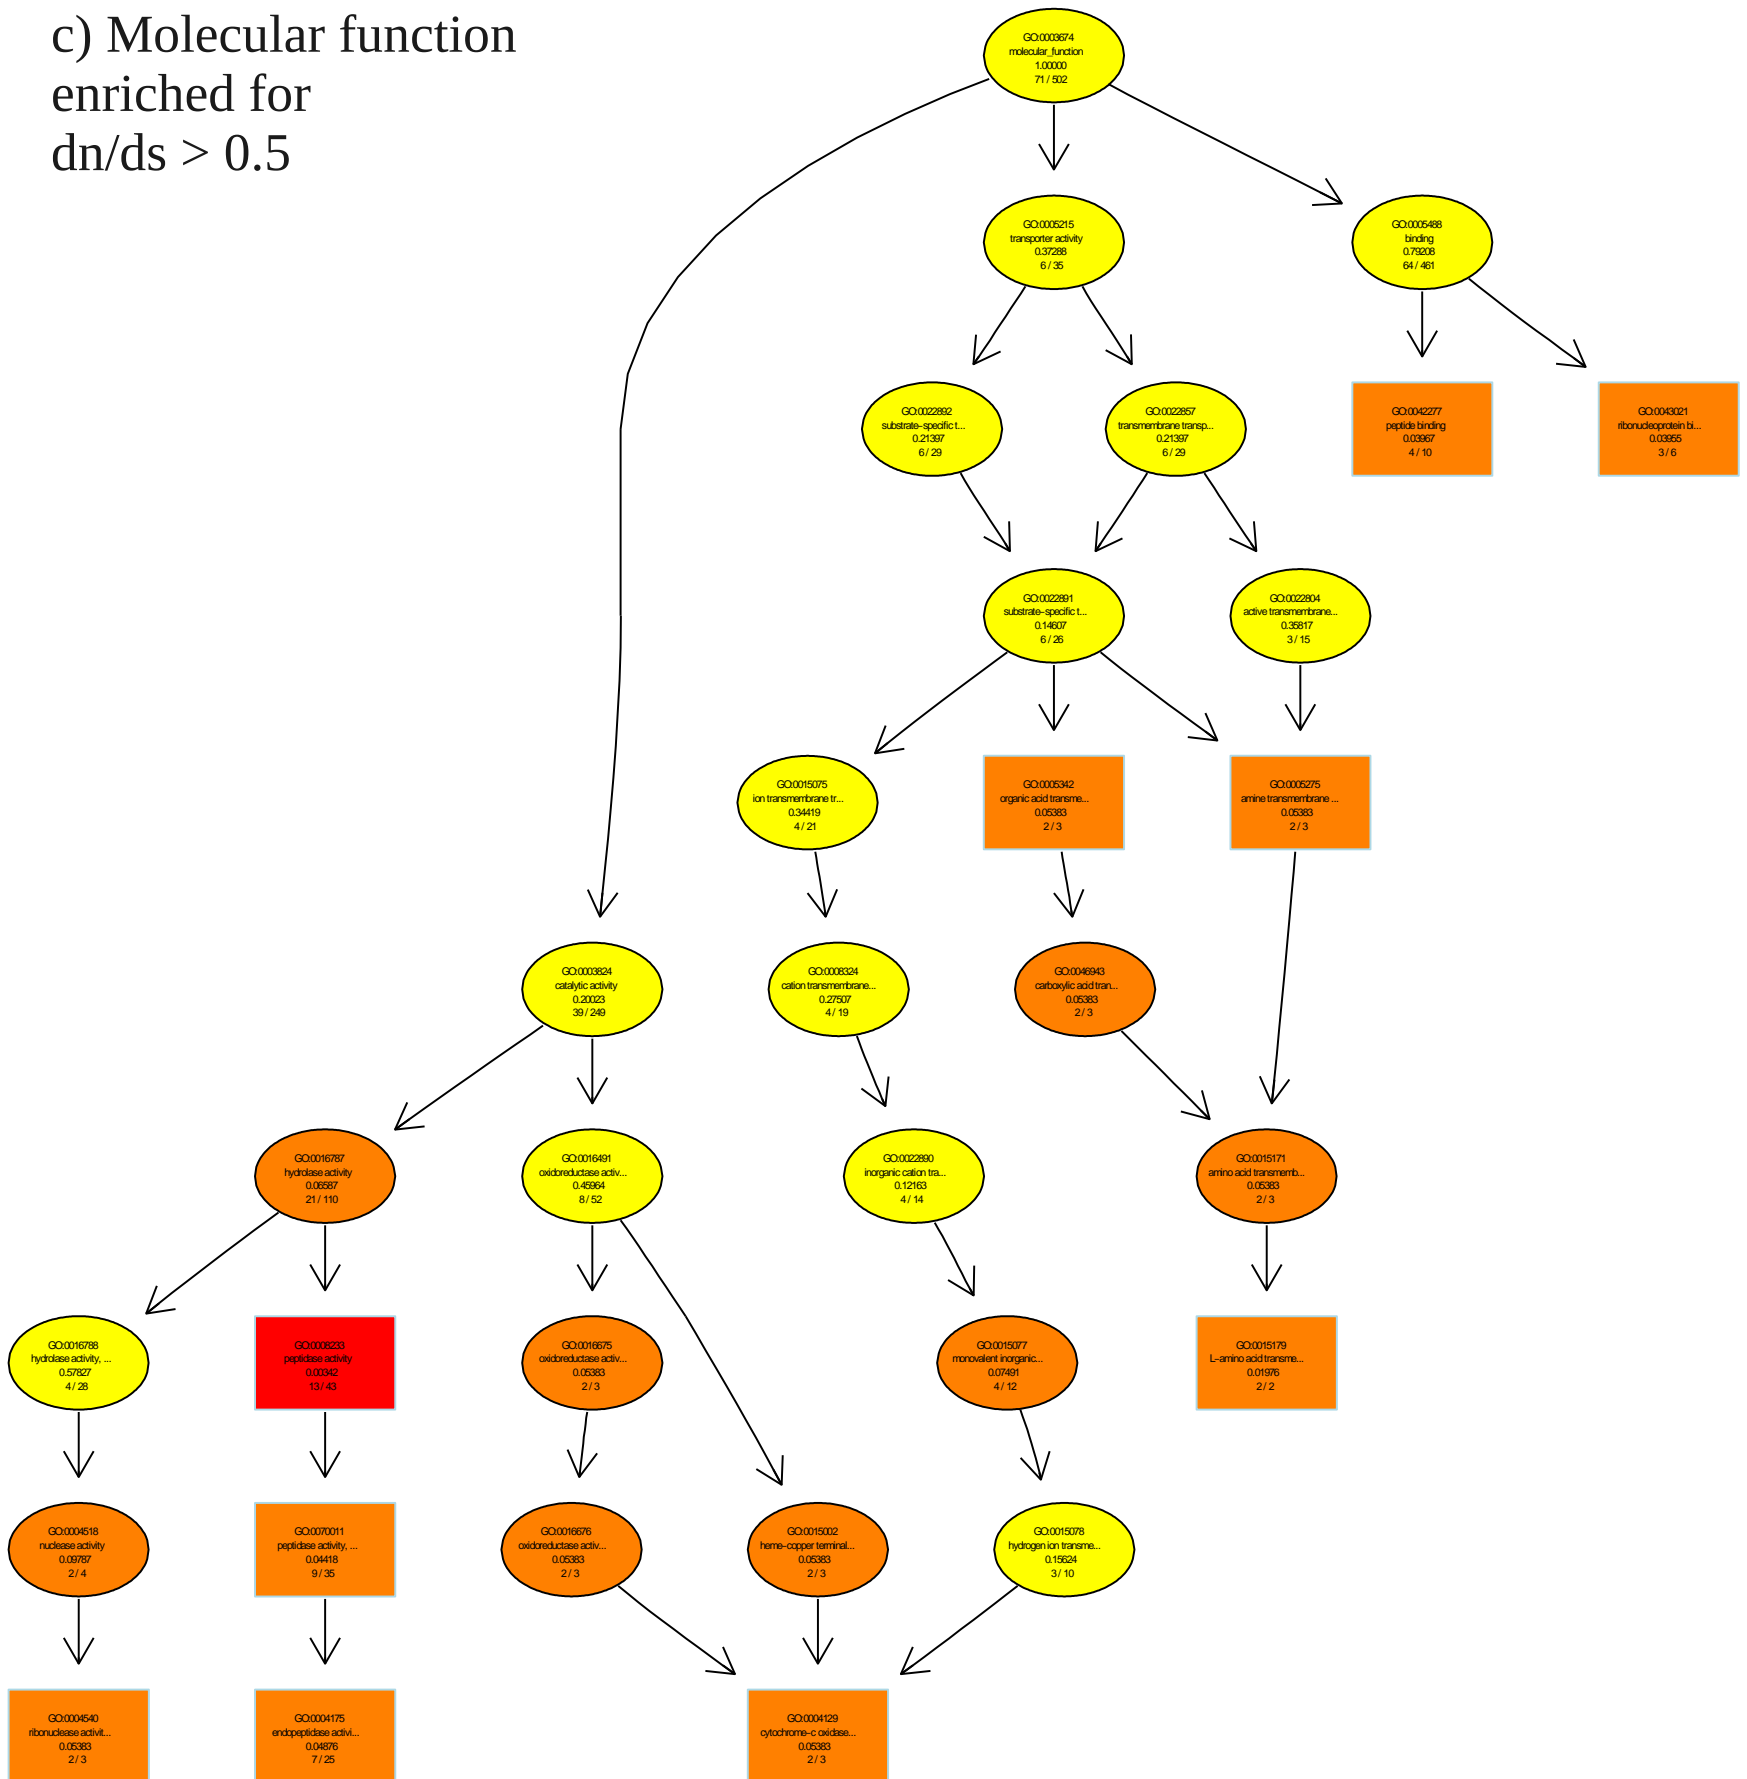 c) Molecular function
enriched for
dn/ds > 0.5
GO:0003674
molecular_function
1.00000
71 / 502
GO:0005215
transporter activity
0.37288
6 / 35
GO:0005488
binding
0.79208
64 / 461
GO:0022892
substrate−specific t...
0.21397
6 / 29
GO:0022857
transmembrane transp...
0.21397
6 / 29
GO:0042277
peptide binding
0.03967
4 / 10
GO:0043021
ribonucleoprotein bi...
0.03955
3 / 6
GO:0022891
substrate−specific t...
0.14607
6 / 26
GO:0022804
active transmembrane...
0.35817
3 / 15
GO:0015075
ion transmembrane tr...
0.34419
4 / 21
GO:0005342
organic acid transme...
0.05383
2 / 3
GO:0005275
amine transmembrane ...
0.05383
2 / 3
GO:0003824
catalytic activity
0.20023
39 / 249
GO:0008324
cation transmembrane...
0.27507
4 / 19
GO:0046943
carboxylic acid tran...
0.05383
2 / 3
GO:0016787
hydrolase activity
0.06587
21 / 110
GO:0016491
oxidoreductase activ...
0.45964
8 / 52
GO:0022890
inorganic cation tra...
0.12163
4 / 14
GO:0015171
amino acid transmemb...
0.05383
2 / 3
GO:0016788
hydrolase activity, ...
0.57827
4 / 28
GO:0008233
peptidase activity
0.00342
13 / 43
GO:0016675
oxidoreductase activ...
0.05383
2 / 3
GO:0015077
monovalent inorganic...
0.07491
4 / 12
GO:0015179
L−amino acid transme...
0.01976
2 / 2
GO:0004518
nuclease activity
0.09787
2 / 4
GO:0070011
peptidase activity, ...
0.04418
9 / 35
GO:0016676
oxidoreductase activ...
0.05383
2 / 3
GO:0015002
heme−copper terminal...
0.05383
2 / 3
GO:0015078
hydrogen ion transme...
0.15624
3 / 10
GO:0004540
ribonuclease activit...
0.05383
2 / 3
GO:0004175
endopeptidase activi...
0.04876
7 / 25
GO:0004129
cytochrome−c oxidase...
0.05383
2 / 3